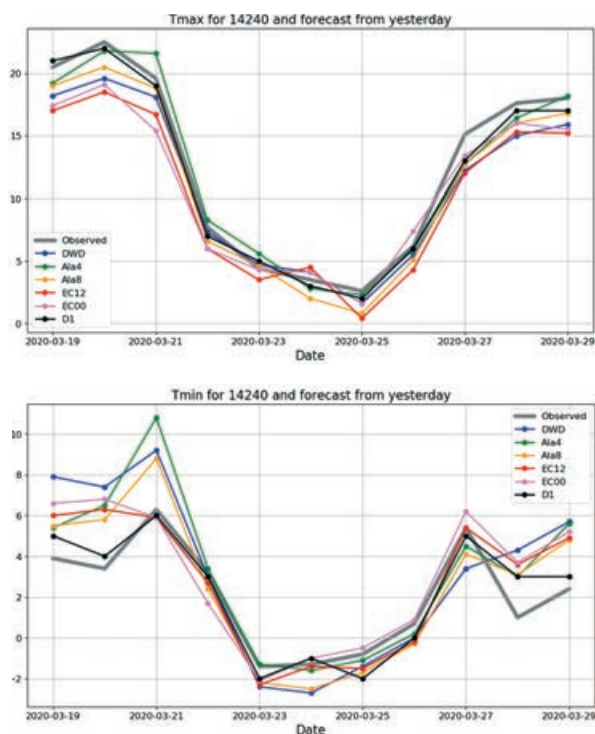 Tmax for 14240 and forecast from yesterday
20
15
10
5
0
Observed
DWD
Ala4
Ala8
EC12
EC00
D1
2020-03-19 2020-03-21 2020-03-23 2020-03-25 2020-03-27 2020-03-29
Date
Tmin for 14240 and forecast from yesterday
10
8
6
4
2
0
-2
Observed
DWD
Ala4
Ala8
EC12
EC00
D1
2020-03-19 2020-03-21 2020-03-23 2020-03-25 2020-03-27 2020-03-29
Date